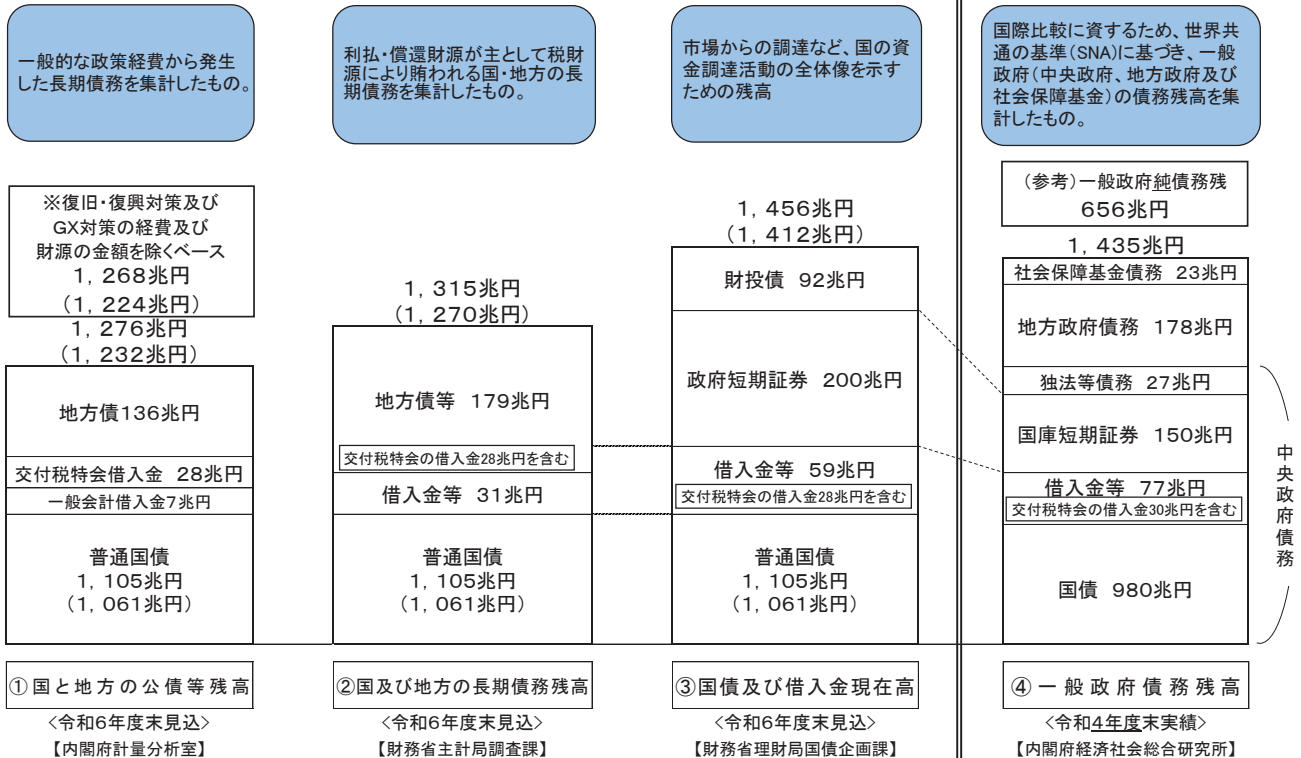 一般的な政策経費から発生
した長期債務を集計したもの。
利払・償還財源が主として税財
源により賄われる国・地方の長
期債務を集計したもの。
市場からの調達など、国の資
金調達活動の全体像を示す
ための残高
国際比較に資するため、世界共
通の基準(SNA)に基づき、一般
政府(中央政府、地方政府及び
社会保障基金)の債務残高を集
計したもの。
※復旧・復興対策及び
GX対策の経費及び
財源の金額を除くベース
1,268兆円
(1,224兆円)
1,276兆円
(1,232兆円)
地方債136兆円
交付税特会借入金 28兆円
一般会計借入金7兆円
普通国債
1,105兆円
(1,061兆円)
①国と地方の公債等残高
<令和6年度末見込>
【内閣府計量分析室】
1,315兆円
(1,270兆円)
地方債等 179兆円
交付税特会の借入金28兆円を含む
借入金等 31兆円
普通国債
1,105兆円
(1,061兆円)
②国及び地方の長期債務残高
<令和6年度末見込>
【財務省主計局調査課】
1,456兆円
(1,412兆円)
財投債 92兆円
政府短期証券 200兆円
借入金等 59兆円
交付税特会の借入金28兆円を含む
普通国債
1,105兆円
(1,061兆円)
③国債及び借入金現在高
<令和6年度末見込>
【財務省理財局国債企画課】
(参考)一般政府純債務残
656兆円
1,435兆円
社会保障基金債務 23兆円
地方政府債務 178兆円
独法等債務 27兆円
国庫短期証券 150兆円
借入金等 77兆円
交付税特会の借入金30兆円を含む
国債 980兆円
中央政府債務
④一般政府債務残高
<令和4年度末実績>
【内閣府経済社会総合研究所】